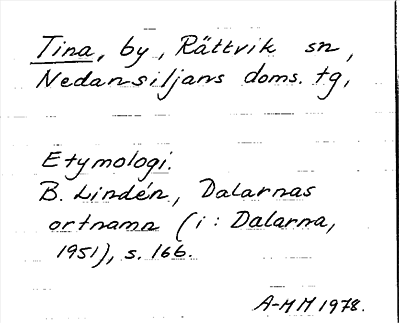 Tina, by, Rättvik sn,
Nedansiljans doms. tg,
Etymologi.
B. Lindén, Dalarnas
ortnamn (i: Dalarna,
1951), s. 166.
A-MM 1978.